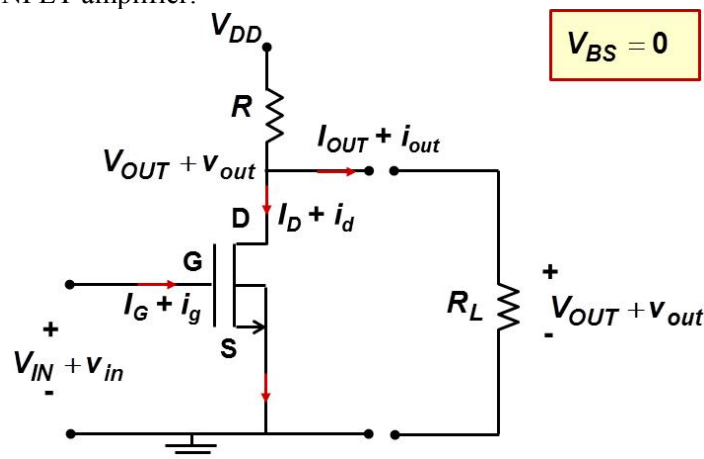 NFET amplifier:
V_DD
V_BS = 0
R
I_OUT + i_out
V_OUT + v_out
D
I_D + i_d
G
I_G + i_g
S
+
V_IN + v_in
-
R_L
+
V_OUT + v_out
-